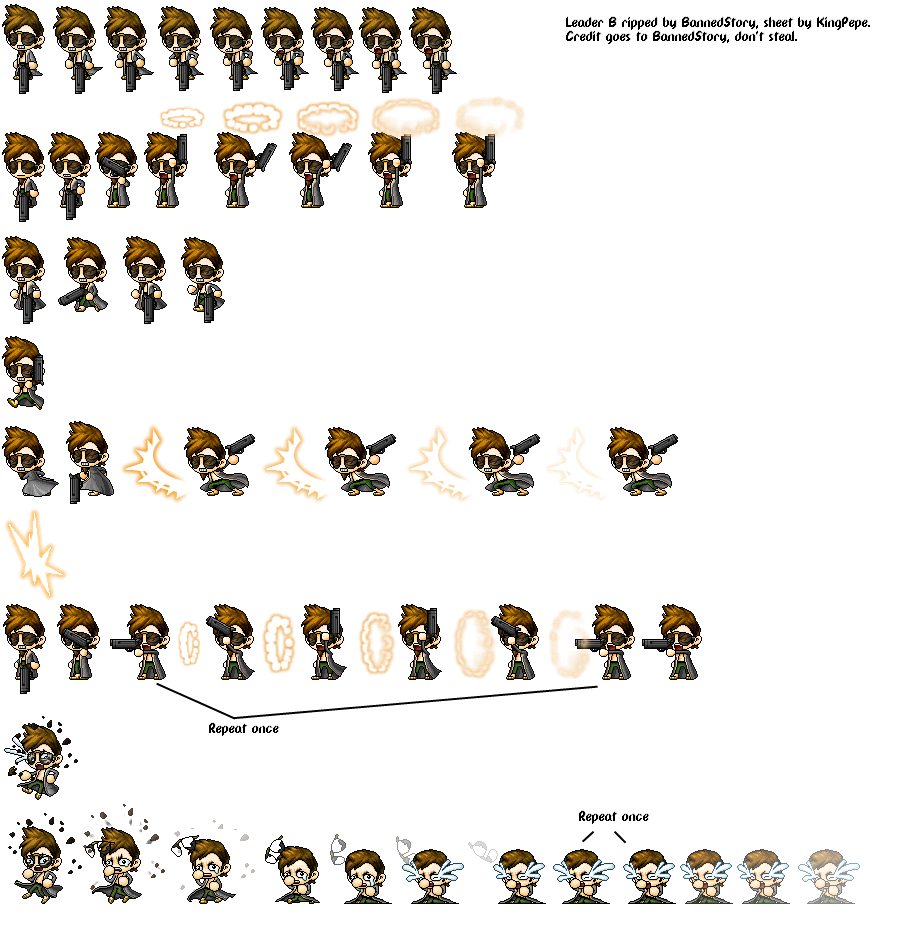 Leader B ripped by BannedStory, sheet by KingPepe.
Credit goes to BannedStory, don't steal.
Repeat once
Repeat once